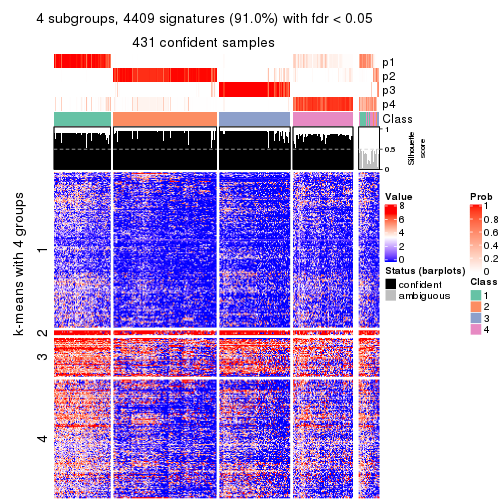 4 subgroups, 4409 signatures (91.0%) with fdr < 0.05
431 confident samples
p1
p2
p3
p4
Class
1
0.5
0
Silhouette
score
k-means with 4 groups
1
2
3
4
Value
8
6
4
2
0
Status (barplots)
confident
ambiguous
Prob
1
0.8
0.6
0.4
0.2
0
Class
1
2
3
4